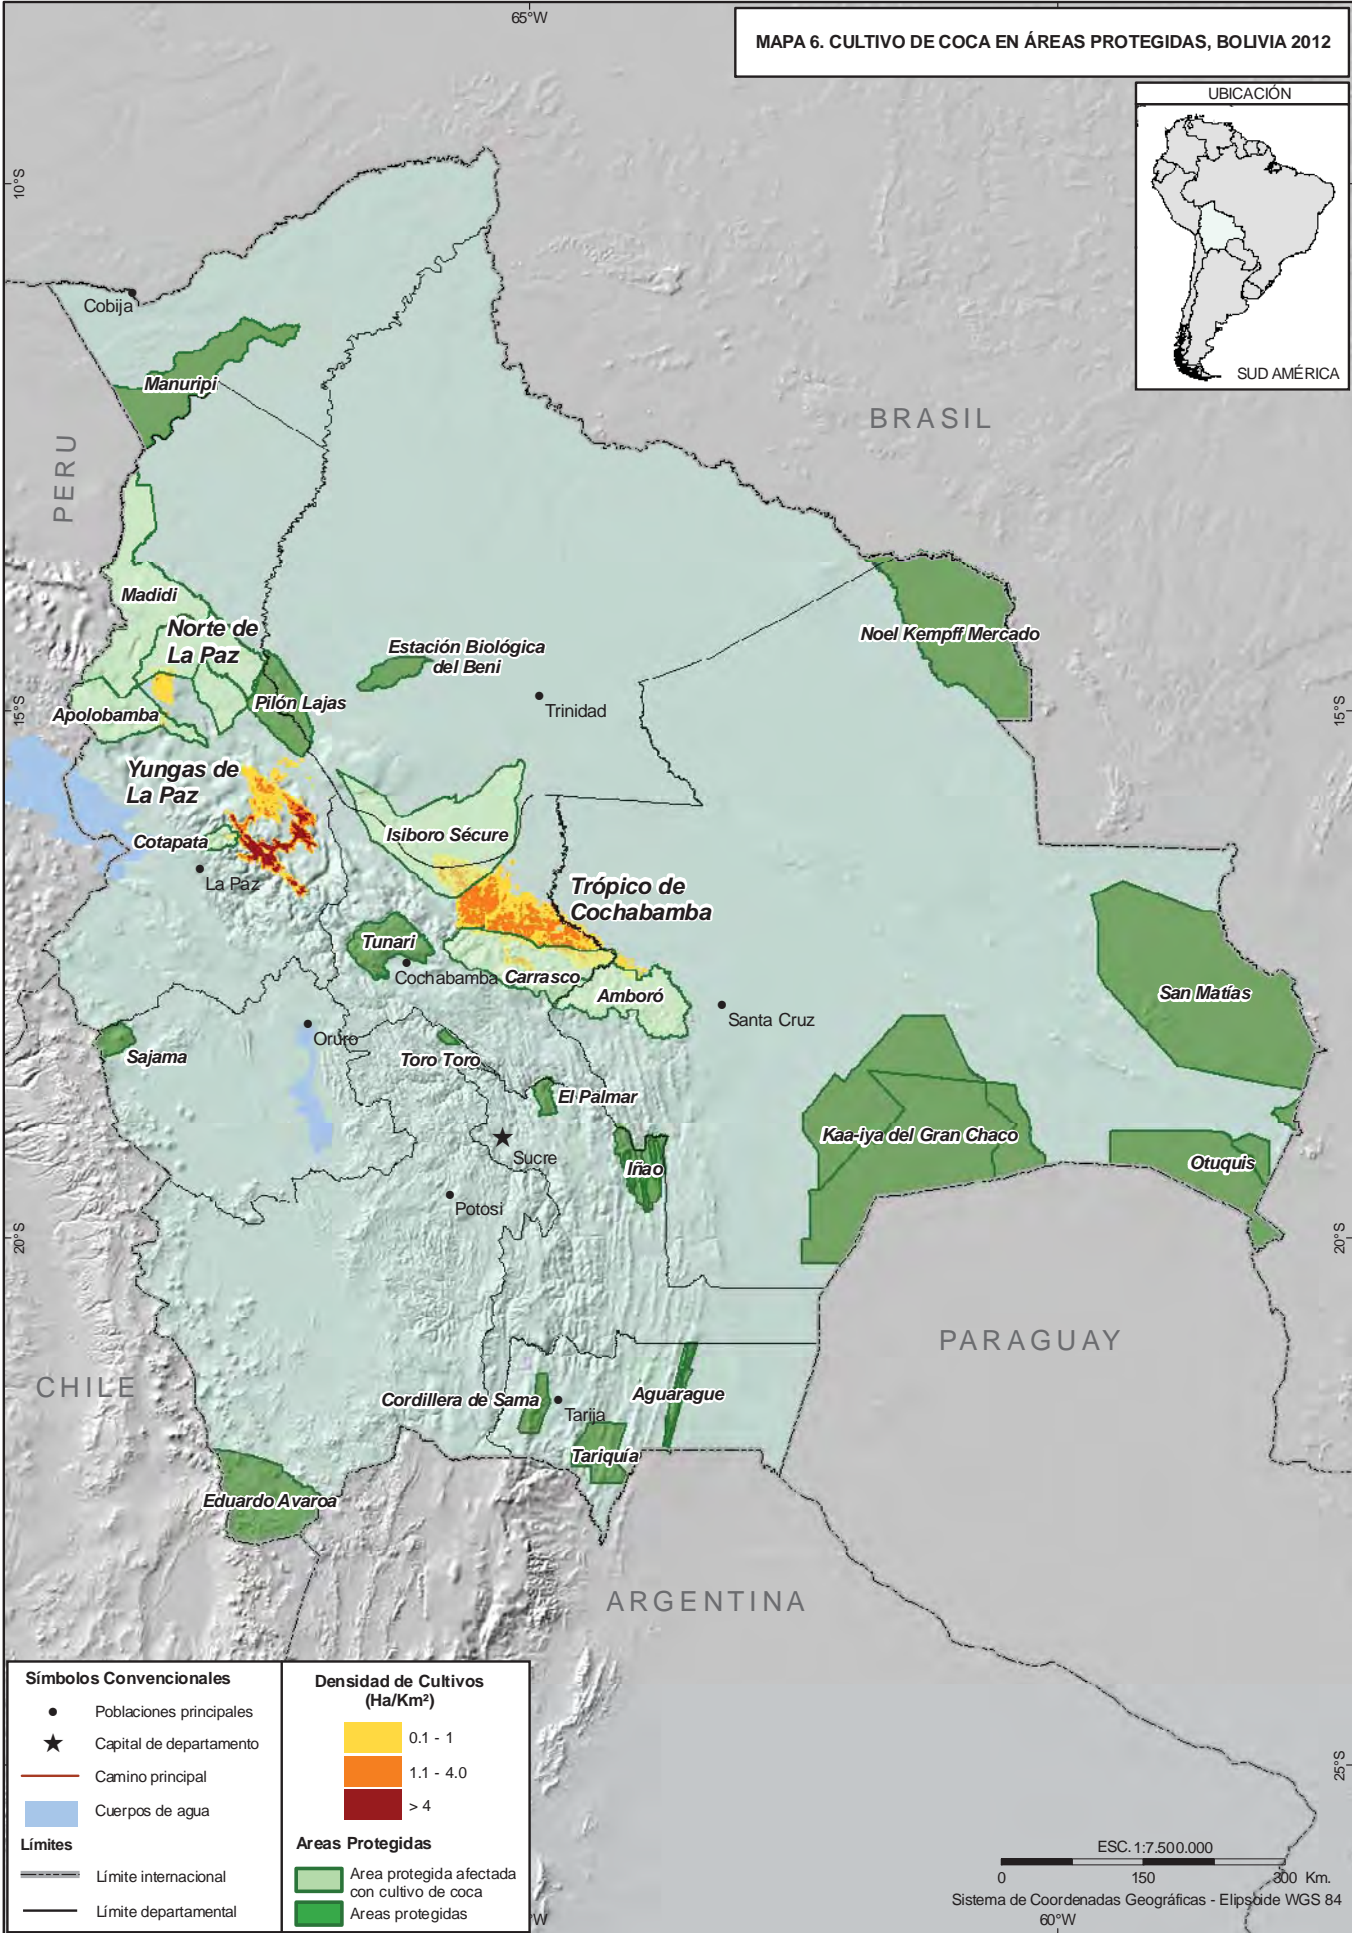 65°W
MAPA 6. CULTIVO DE COCA EN ÁREAS PROTEGIDAS, BOLIVIA 2012
UBICACIÓN
SUD AMÉRICA
10°S
Cobija
Manuripi
BRASIL
PERU
Madidi
Norte de
La Paz
Estación Biológica
del Beni
Noel Kempff Mercado
Pilón Lajas
Apolobamba
15°S
15°S
Trinidad
Yungas de
La Paz
Cotapata
Isiboro Sécure
La Paz
Trópico de
Cochabamba
Tunari
Cochabamba
Carrasco
Amboró
San Matías
Santa Cruz
Oruro
Sajama
Toro Toro
El Palmar
Kaa-iya del Gran Chaco
Sucre
Iñao
Otuquis
Potosí
20°S
20°S
PARAGUAY
CHILE
Cordillera de Sama
Aguarague
Tarija
Tariquía
Eduardo Avaroa
ARGENTINA
Símbolos Convencionales
Poblaciones principales
Capital de departamento
Camino principal
Cuerpos de agua
Límites
Límite internacional
Límite departamental
Densidad de Cultivos
(Ha/Km²)
0.1 - 1
1.1 - 4.0
> 4
Areas Protegidas
Area protegida afectada
con cultivo de coca
Areas protegidas
25°S
ESC. 1:7.500.000
0 150 300 Km.
Sistema de Coordenadas Geográficas - Elipsoide WGS 84
60°W